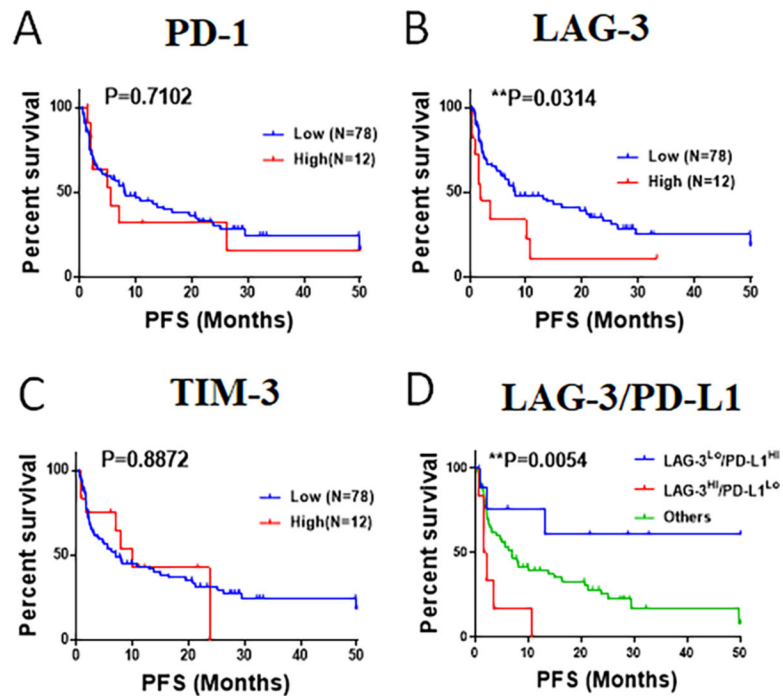 A
PD-1
P=0.7102
Low (N=78)
High(N=12)
Percent survival
100
50
0
0 10 20 30 40 50
PFS (Months)
B
LAG-3
**P=0.0314
Low (N=78)
High (N=12)
Percent survival
100
50
0
0 10 20 30 40 50
PFS (Months)
C
TIM-3
P=0.8872
Low (N=78)
High(N=12)
Percent survival
100
50
0
0 10 20 30 40 50
PFS (Months)
D
LAG-3/PD-L1
**P=0.0054
LAG-3ᴸᵒ/PD-L1ᴴᴵ
LAG-3ᴴᴵ/PD-L1ᴸᵒ
Others
Percent survival
100
50
0
0 10 20 30 40 50
PFS (Months)